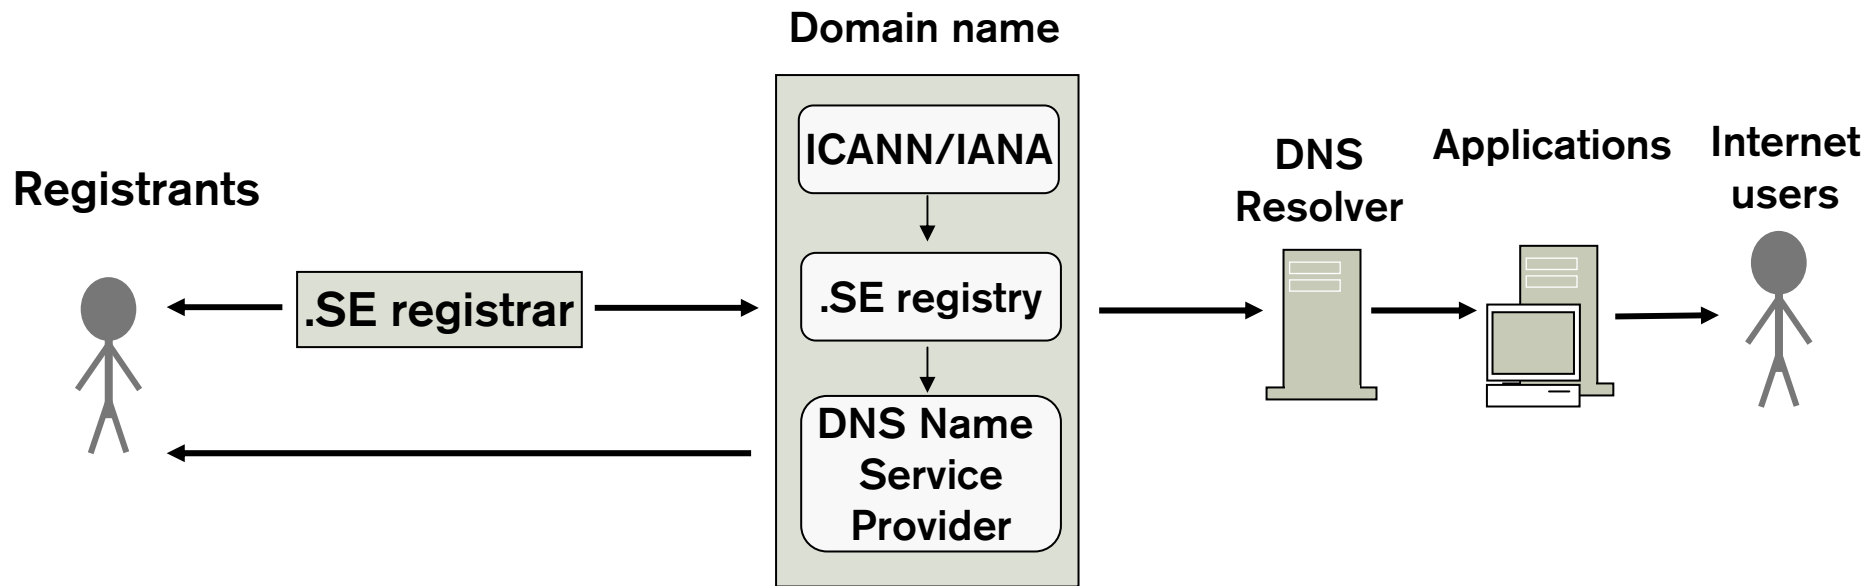 Domain name
Registrants
.SE registrar
ICANN/IANA
.SE registry
DNS Name
Service
Provider
DNS
Resolver
Applications
Internet
users